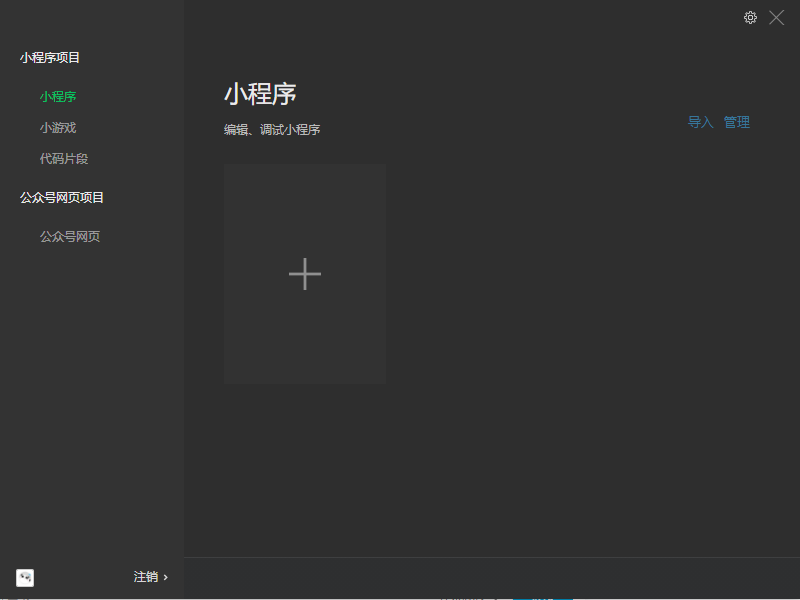 小程序项目
小程序
小游戏
代码片段
公众号网页项目
公众号网页
注销 ›
小程序
编辑、调试小程序
导入 管理